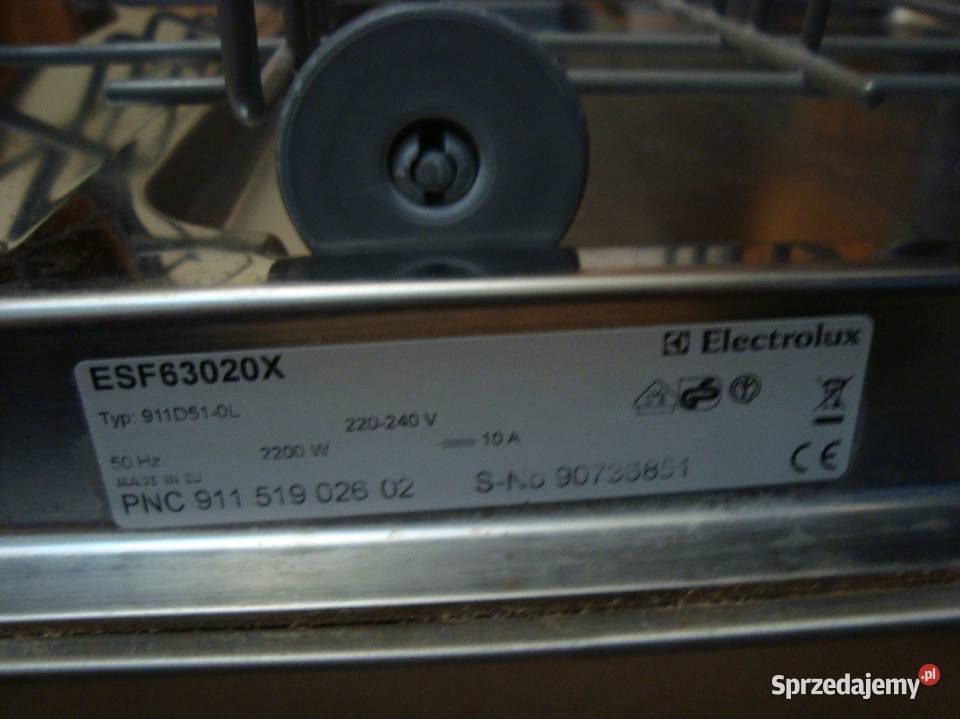 Electrolux
ESF63020X
Typ: 911D51-0L
220-240 V
50 Hz 2200 W 10 A
MADE IN EU
PNC 911 519 026 02 S-No
CE
Sprzedajemy.pl